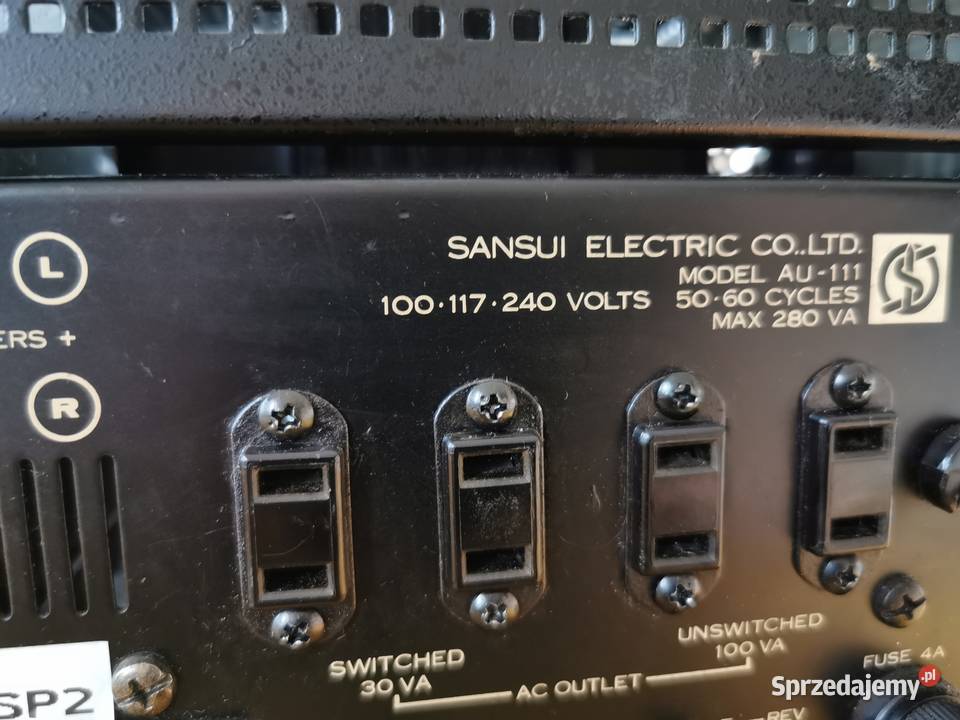 L
SANSUI ELECTRIC CO.,LTD.
MODEL AU-111
100·117·240 VOLTS 50·60 CYCLES
MAX 280 VA
ERS +
R
SWITCHED
30 VA
UNSWITCHED
100 VA
AC OUTLET
FUSE 4A
SP2
REV
Sprzedajemy.pl